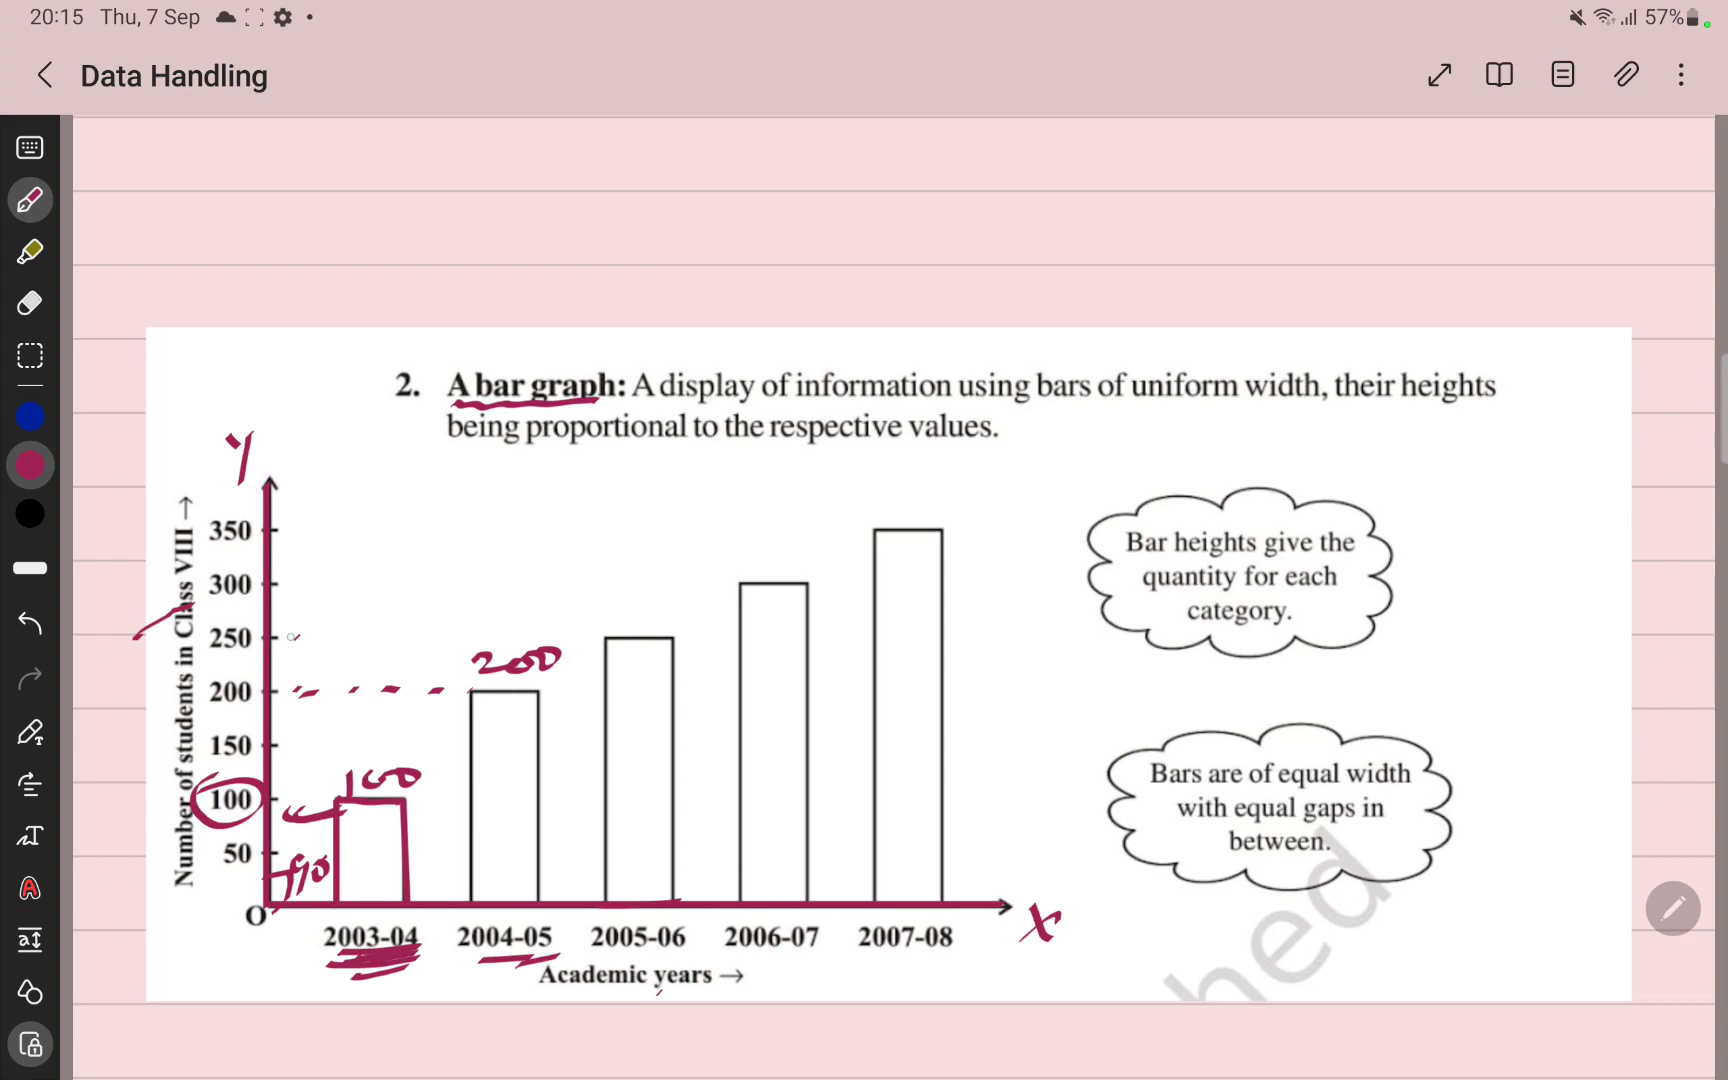 20:15 Thu, 7 Sep
57%
Data Handling
2. A bar graph: A display of information using bars of uniform width, their heights
being proportional to the respective values.
Y
Number of students in Class VIII →
350
300
250
200
150
100
50
O
200
100
90
2003-04 2004-05 2005-06 2006-07 2007-08
X
Academic years →
Bar heights give the
quantity for each
category.
Bars are of equal width
with equal gaps in
between.
hed